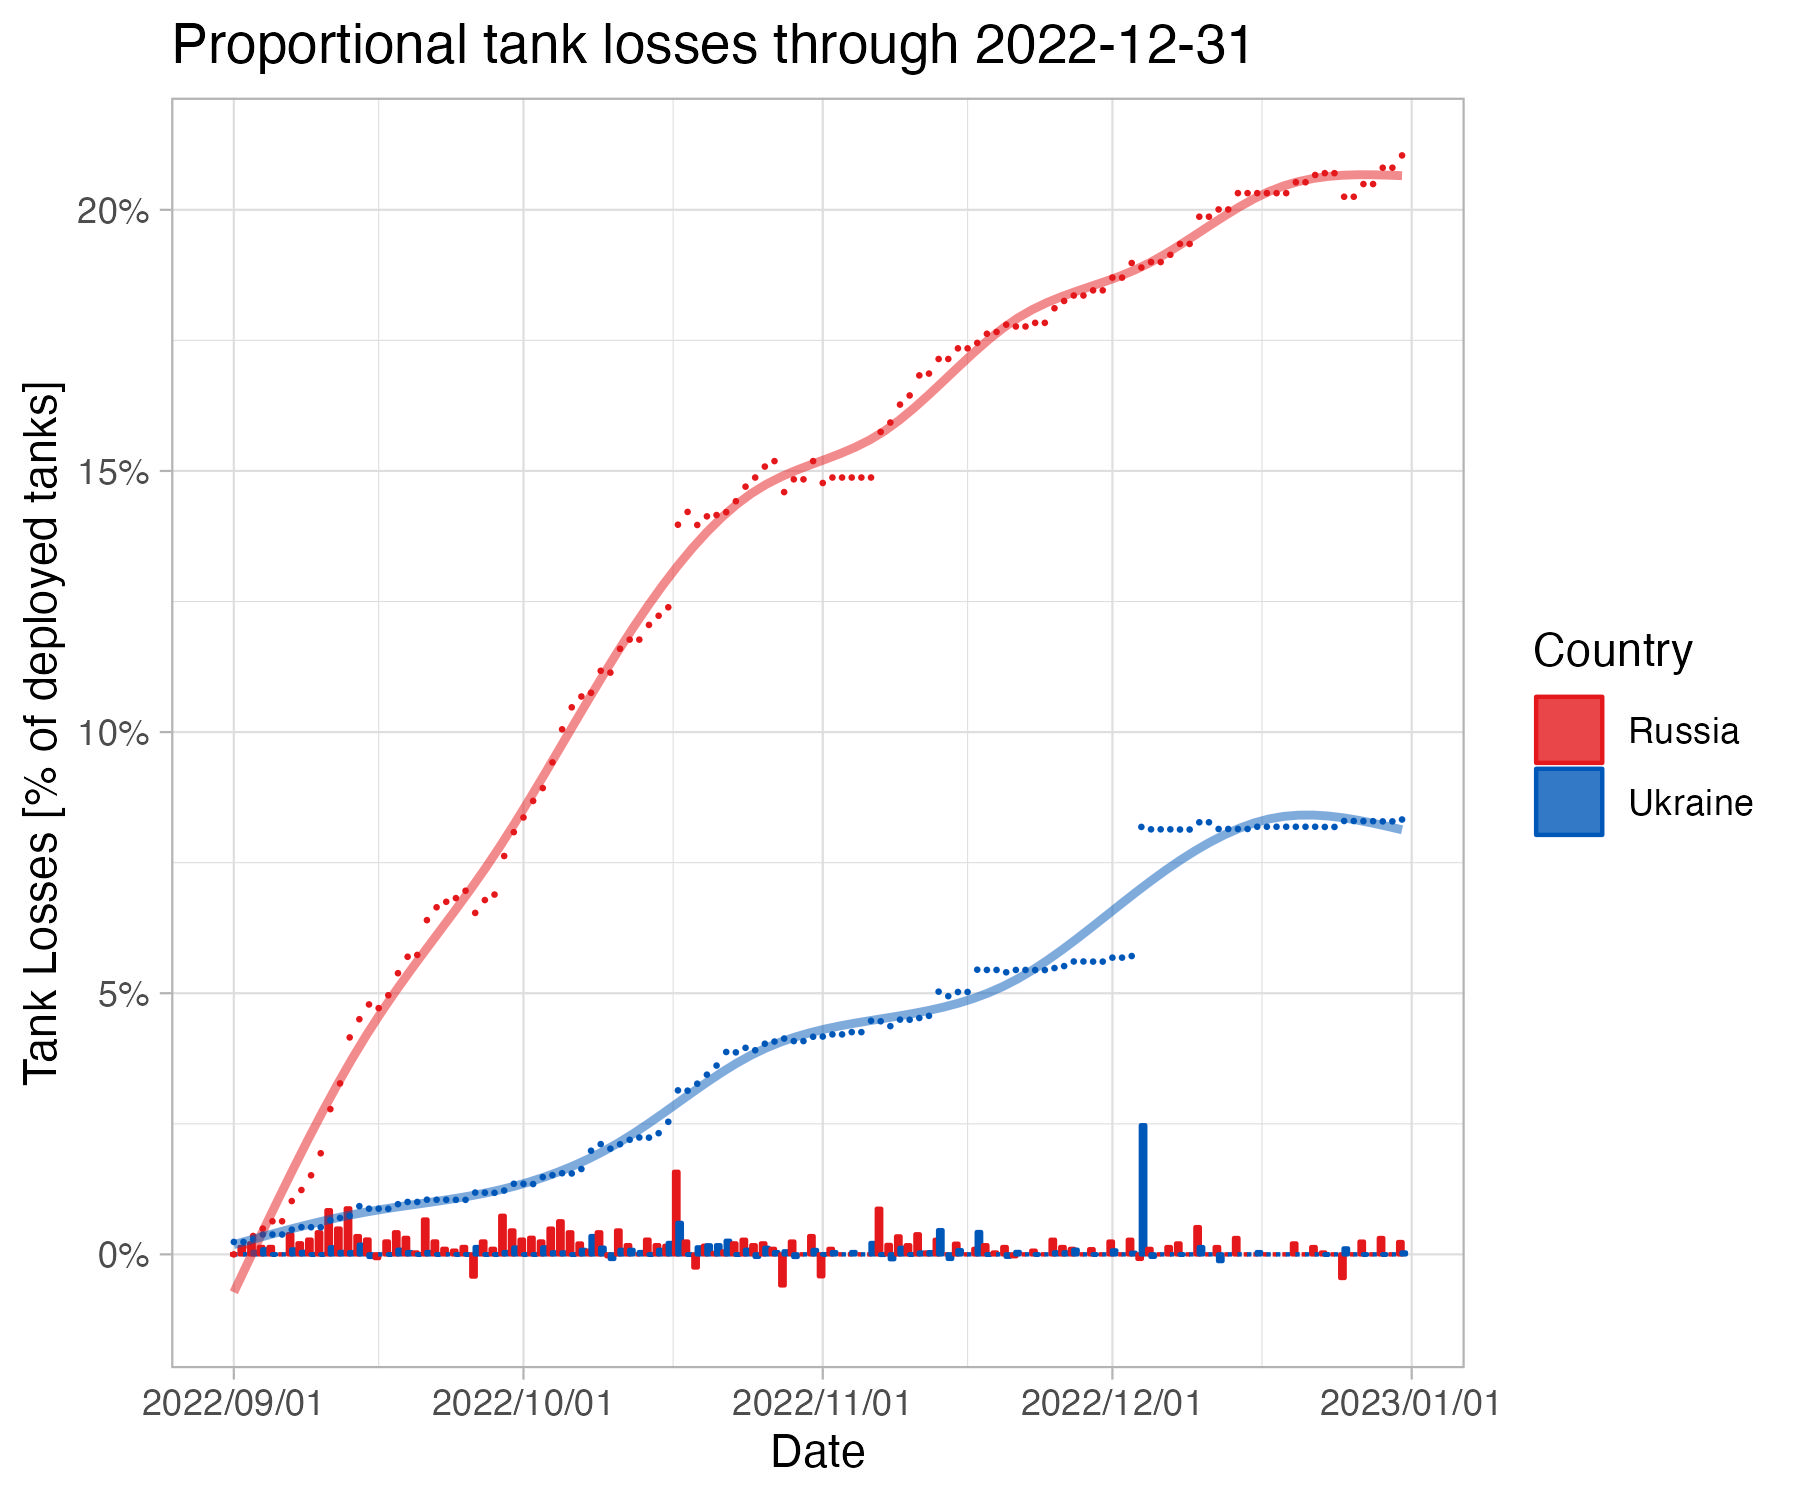 Proportional tank losses through 2022-12-31
Tank Losses [% of deployed tanks]
20%
15%
10%
5%
0%
2022/09/01
2022/10/01
2022/11/01
2022/12/01
2023/01/01
Date
Country
Russia
Ukraine